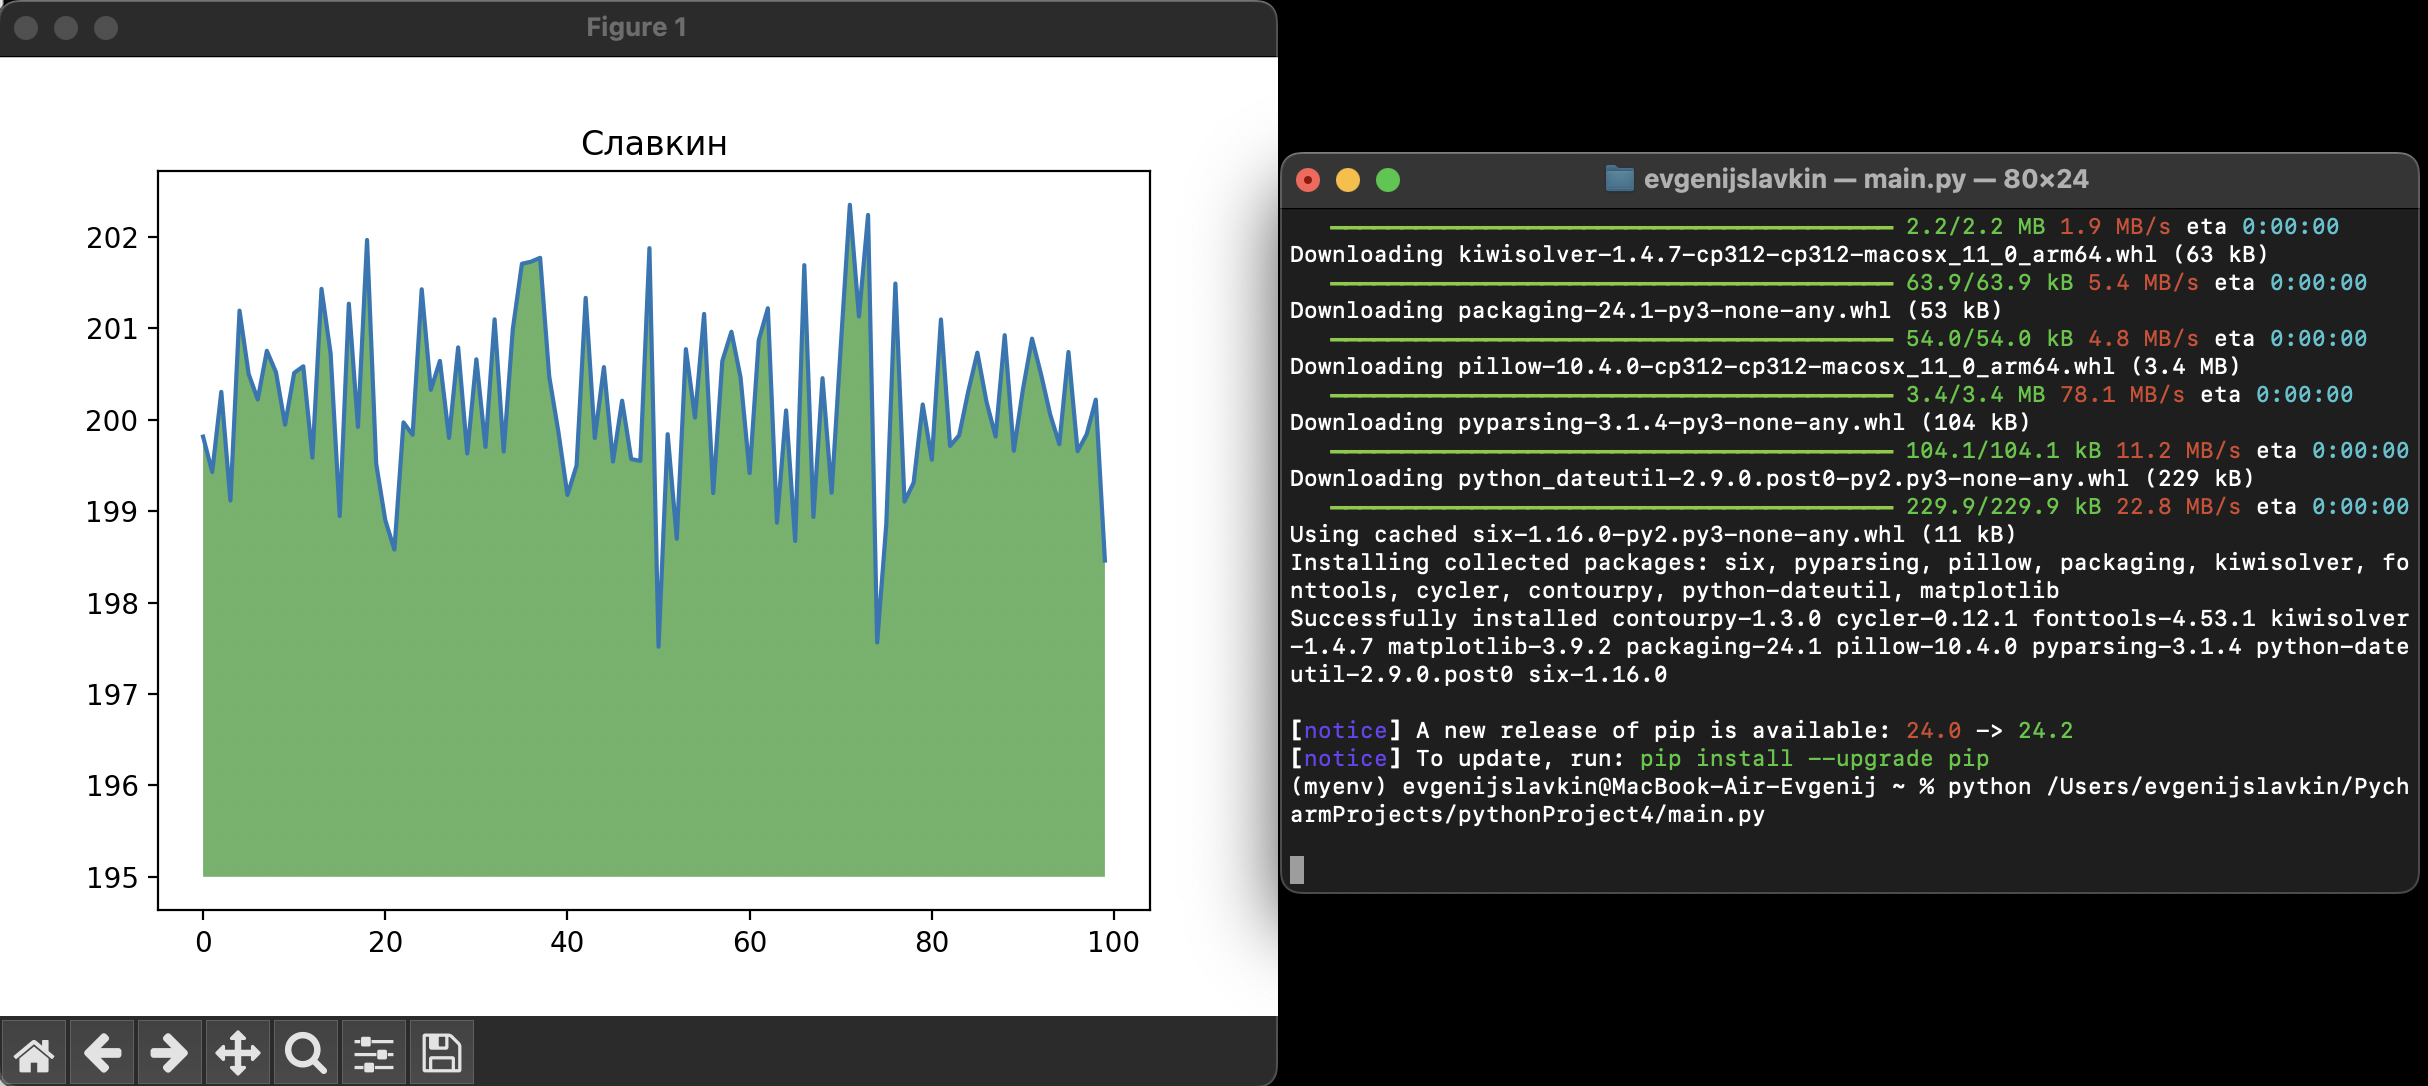 Figure 1
Славкин
202
201
200
199
198
197
196
195
0 20 40 60 80 100
evgenijslavkin — main.py — 80×24
2.2/2.2 MB 1.9 MB/s eta 0:00:00
Downloading kiwisolver-1.4.7-cp312-cp312-macosx_11_0_arm64.whl (63 kB)
63.9/63.9 kB 5.4 MB/s eta 0:00:00
Downloading packaging-24.1-py3-none-any.whl (53 kB)
54.0/54.0 kB 4.8 MB/s eta 0:00:00
Downloading pillow-10.4.0-cp312-cp312-macosx_11_0_arm64.whl (3.4 MB)
3.4/3.4 MB 78.1 MB/s eta 0:00:00
Downloading pyparsing-3.1.4-py3-none-any.whl (104 kB)
104.1/104.1 kB 11.2 MB/s eta 0:00:00
Downloading python_dateutil-2.9.0.post0-py2.py3-none-any.whl (229 kB)
229.9/229.9 kB 22.8 MB/s eta 0:00:00
Using cached six-1.16.0-py2.py3-none-any.whl (11 kB)
Installing collected packages: six, pyparsing, pillow, packaging, kiwisolver, fo
nttools, cycler, contourpy, python-dateutil, matplotlib
Successfully installed contourpy-1.3.0 cycler-0.12.1 fonttools-4.53.1 kiwisolver
-1.4.7 matplotlib-3.9.2 packaging-24.1 pillow-10.4.0 pyparsing-3.1.4 python-date
util-2.9.0.post0 six-1.16.0
[notice] A new release of pip is available: 24.0 -> 24.2
[notice] To update, run: pip install --upgrade pip
(myenv) evgenijslavkin@MacBook-Air-Evgenij ~ % python /Users/evgenijslavkin/Pych
armProjects/pythonProject4/main.py